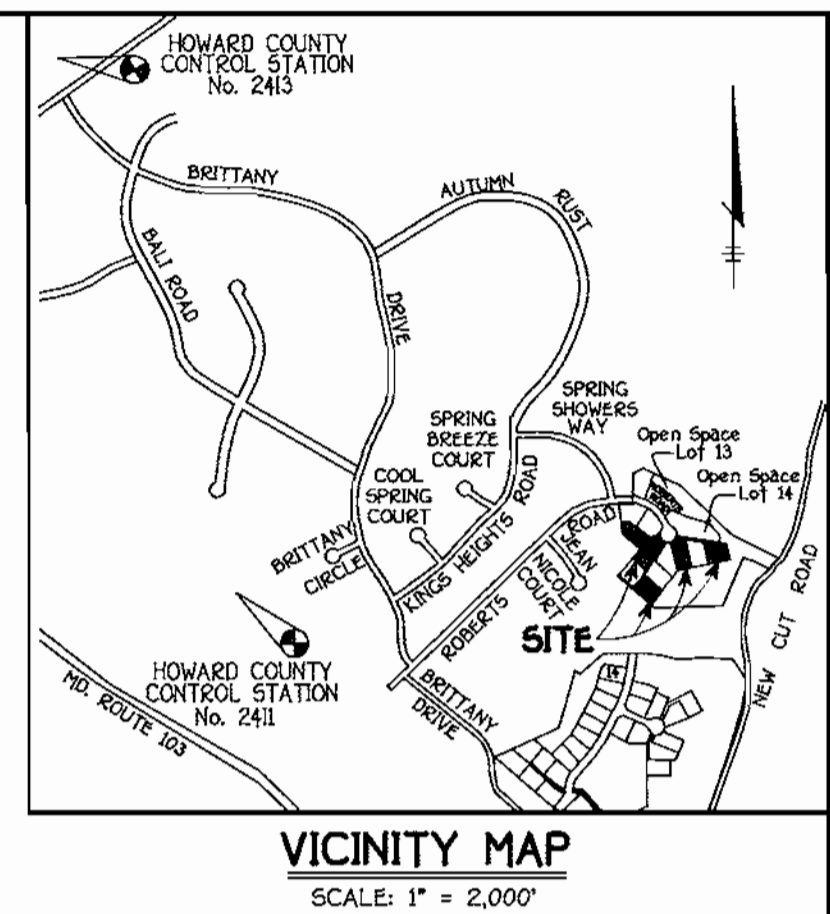 HOWARD COUNTY
CONTROL STATION
No. 2413
BRITTANY
AUTUMN
RUST
BALI ROAD
DRIVE
SPRING
SHOWERS
WAY
SPRING
BREEZE
COURT
Open Space
Lot 13
Open Space
Lot 14
COOL
SPRING
COURT
KINGS HEIGHTS ROAD
ROBERTS
ROAD
JEAN
NICOLE
COURT
BRITTANY
CIRCLE
SITE
NEW CUT ROAD
HOWARD COUNTY
CONTROL STATION
No. 2411
MD. ROUTE 103
BRITTANY
DRIVE
14
VICINITY MAP
SCALE: 1" = 2,000'